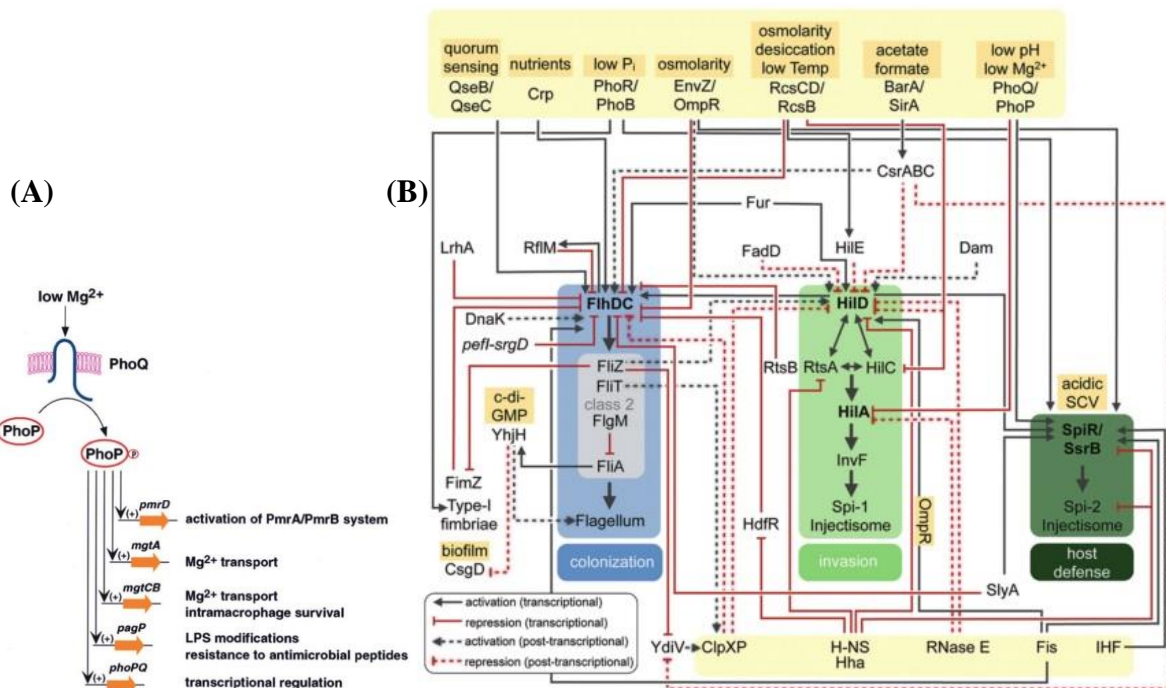 (A)
low Mg2+
PhoQ
PhoP
PhoP P
(+) pmrD
activation of PmrA/PmrB system
(+) mgtA
Mg2+ transport
(+) mgtCB
Mg2+ transport
intramacrophage survival
(+) pagP
LPS modifications
resistance to antimicrobial peptides
(+) phoPQ
transcriptional regulation
(B)
quorum
sensing
QseB/
QseC
nutrients
Crp
low Pi
PhoR/
PhoB
osmolarity
EnvZ/
OmpR
osmolarity
desiccation
low Temp
RcsCD/
RcsB
acetate
formate
BarA/
SirA
low pH
low Mg2+
PhoQ/
PhoP
CsrABC
Fur
LrhA
RflM
FadD
HilE
Dam
FlhDC
HilD
DnaK
pefI-srgD
FliZ
FliT
class 2
FlgM
FliA
Flagellum
colonization
c-di-
GMP
YhjH
FimZ
Type-I
fimbriae
biofilm
CsgD
RtsB
RtsA
HilC
HilA
InvF
Spi-1
Injectisome
invasion
HdfR
OmpR
acidic
SCV
SpiR/
SsrB
Spi-2
Injectisome
host
defense
SlyA
activation (transcriptional)
repression (transcriptional)
activation (post-transcriptional)
repression (post-transcriptional)
YdiV
ClpXP
H-NS
Hha
RNase E
Fis
IHF